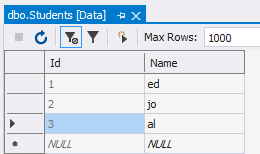 dbo.Students [Data]
Max Rows: 1000
Id Name
1 ed
2 jo
3 al
NULL NULL